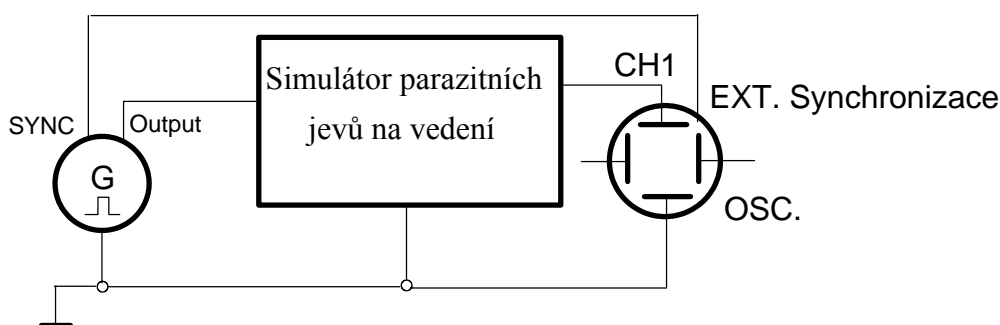 Simulátor parazitních
jevů na vedení
CH1
EXT. Synchronizace
SYNC
Output
G
OSC.